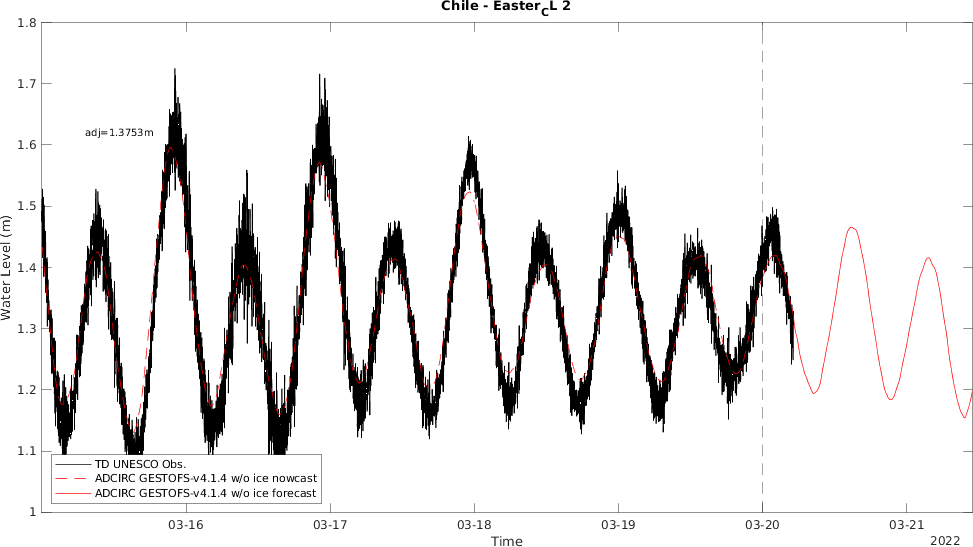 Chile - Easter_CL 2
Water Level (m)
1.8
1.7
1.6
1.5
1.4
1.3
1.2
1.1
1
adj=1.3753m
TD UNESCO Obs.
ADCIRC GESTOFS-v4.1.4 w/o ice nowcast
ADCIRC GESTOFS-v4.1.4 w/o ice forecast
03-16 03-17 03-18 03-19 03-20 03-21
Time
2022